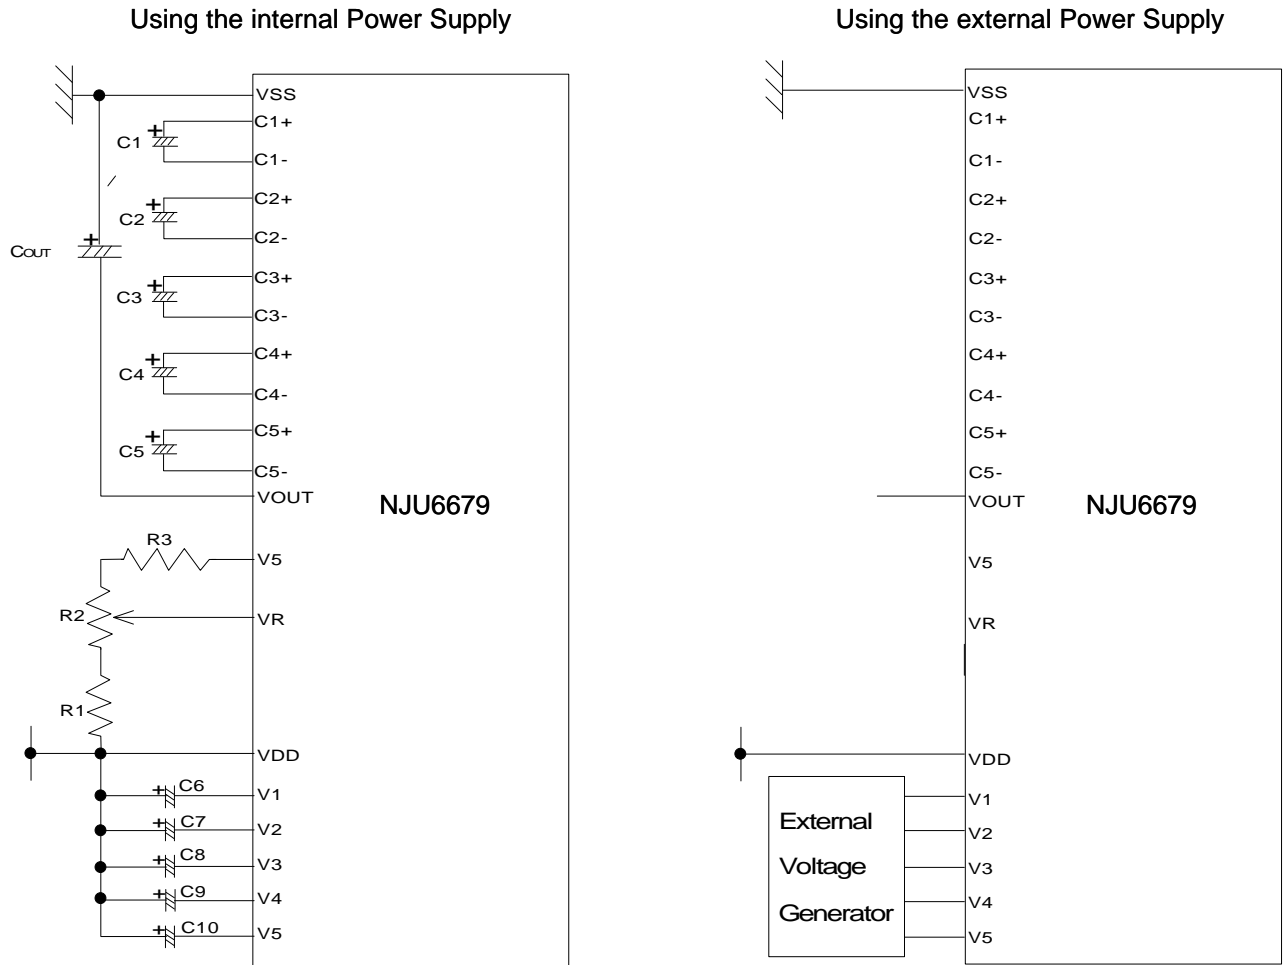 Using the internal Power Supply
VSS
C1+
C1
C1-
C2+
C2
C2-
COUT
C3+
C3
C3-
C4+
C4
C4-
C5+
C5
C5-
VOUT
NJU6679
R3
V5
R2
VR
R1
VDD
C6
V1
C7
V2
C8
V3
C9
V4
C10
V5
Using the external Power Supply
VSS
C1+
C1-
C2+
C2-
C3+
C3-
C4+
C4-
C5+
C5-
VOUT
NJU6679
V5
VR
VDD
External
Voltage
Generator
V1
V2
V3
V4
V5